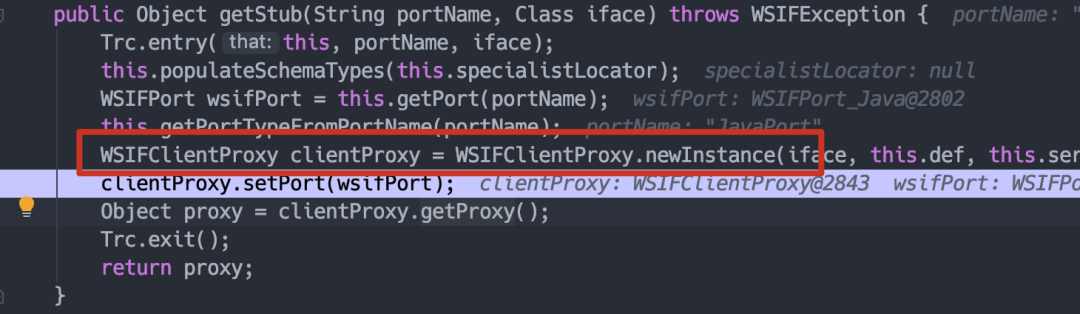 public Object getStub(String portName, Class iface) throws WSIFException {  portName: "
Trc.entry( that: this, portName, iface);
this.populateSchemaTypes(this.specialistLocator);  specialistLocator: null
WSIFPort wsifPort = this.getPort(portName);  wsifPort: WSIFPort_Java@2802
this.getPortTypeFromPortName(portName);  portName: "JavaPort"
WSIFClientProxy clientProxy = WSIFClientProxy.newInstance(iface, this.def, this.ser
clientProxy.setPort(wsifPort);  clientProxy: WSIFClientProxy@2843  wsifPort: WSIFPo
Object proxy = clientProxy.getProxy();
Trc.exit();
return proxy;
}